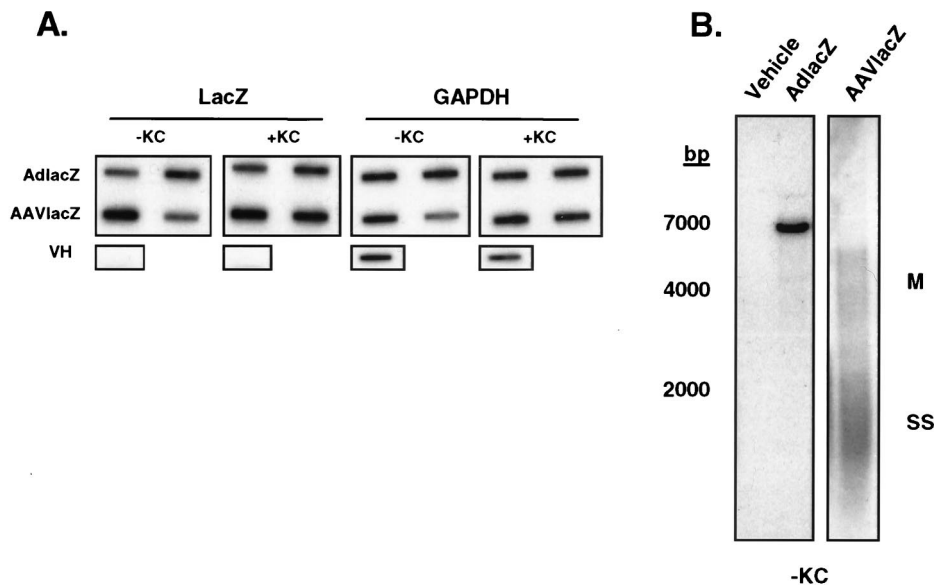 A.
LacZ GAPDH
-KC +KC -KC +KC
AdlacZ
AAVlacZ
VH
B.
Vehicle
AdlacZ
AAVlacZ
bp
7000
4000
2000
M
SS
-KC